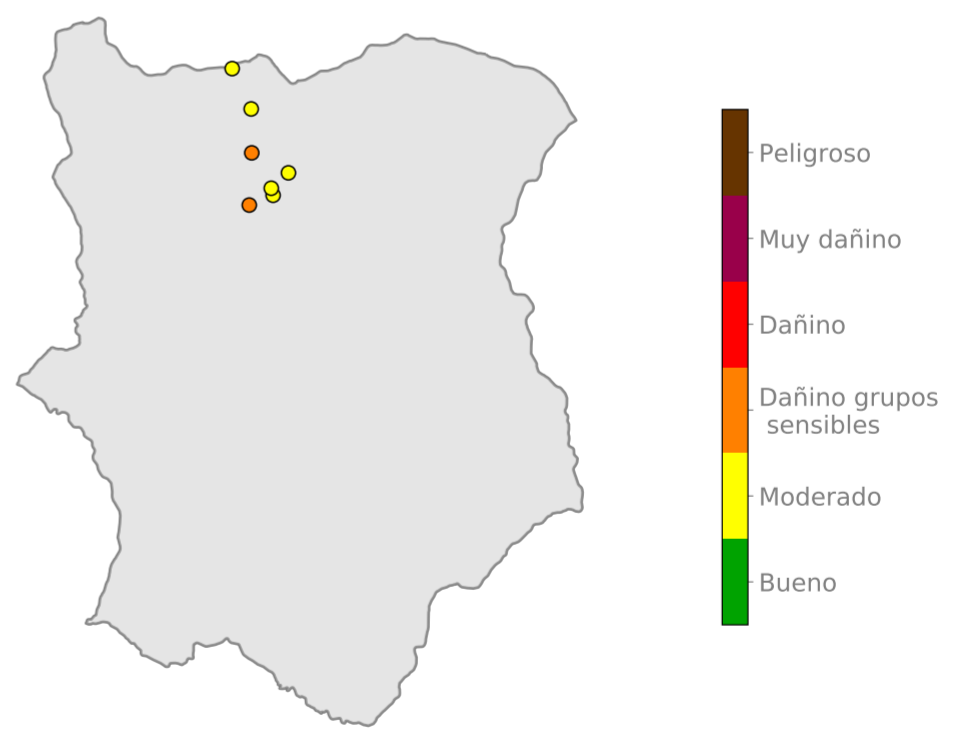 Peligroso
Muy dañino
Dañino
Dañino grupos
sensibles
Moderado
Bueno